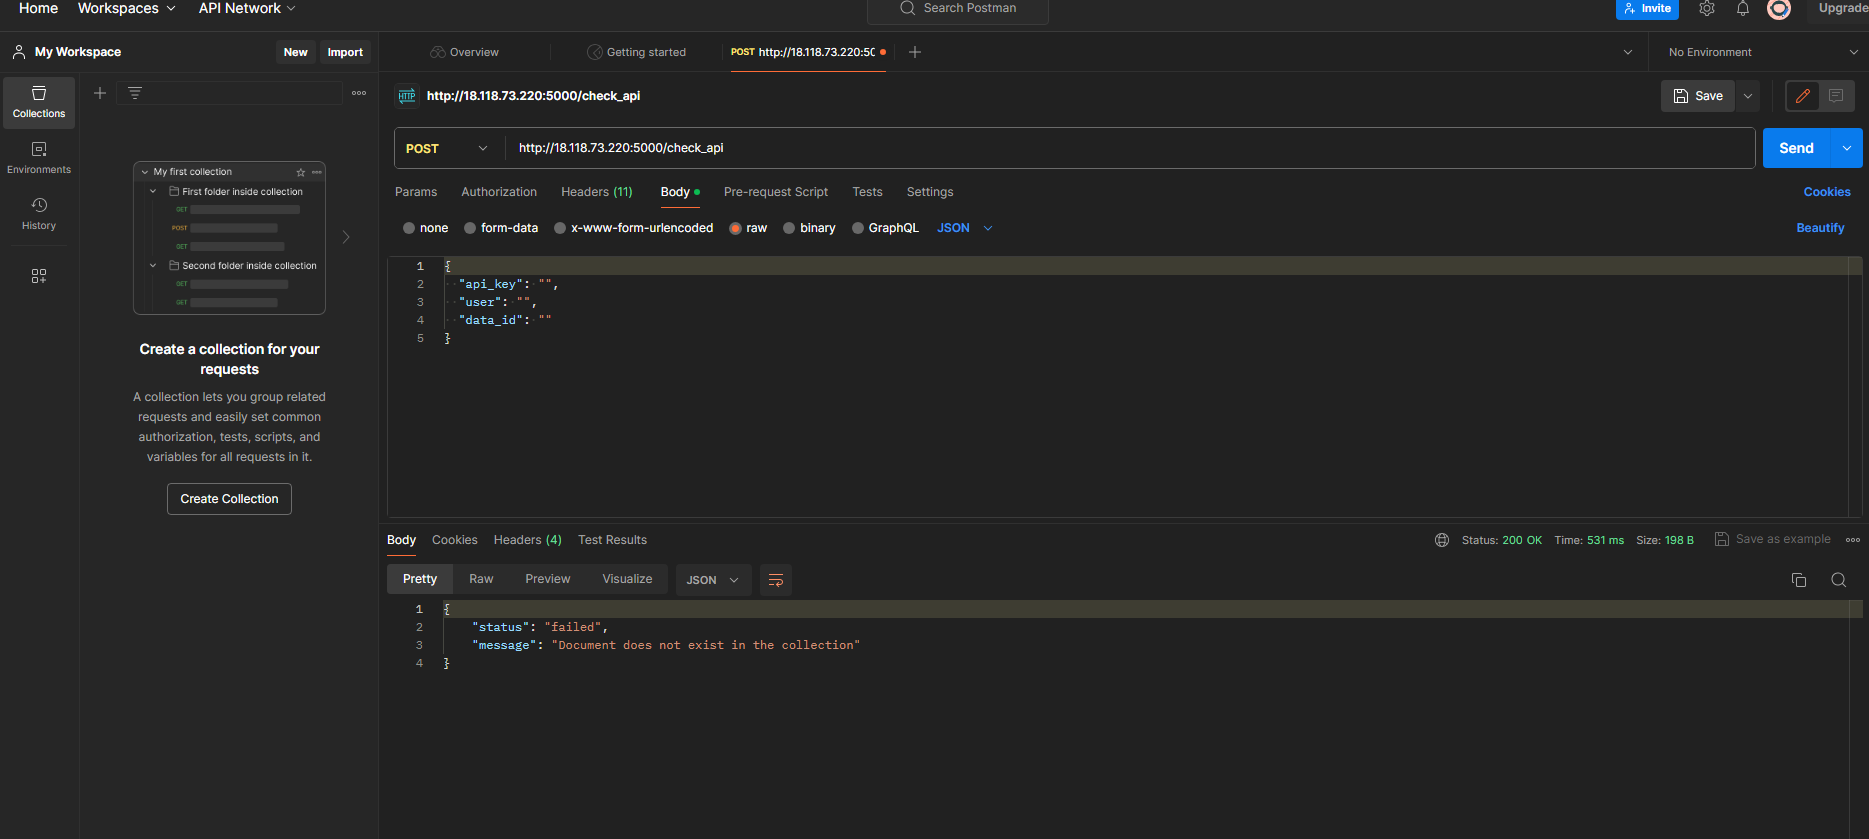 Home Workspaces API Network Search Postman Invite Upgrade
My Workspace New Import Overview Getting started POST http://18.118.73.220:50 No Environment
Collections
Environments
History
My first collection
First folder inside collection
GET
POST
GET
Second folder inside collection
GET
GET
Create a collection for your
requests
A collection lets you group related
requests and easily set common
authorization, tests, scripts, and
variables for all requests in it.
Create Collection
HTTP http://18.118.73.220:5000/check_api Save
POST http://18.118.73.220:5000/check_api Send
Params Authorization Headers (11) Body Pre-request Script Tests Settings Cookies
none form-data x-www-form-urlencoded raw binary GraphQL JSON Beautify
1 {
2 "api_key": "",
3 "user": "",
4 "data_id": ""
5 }
Body Cookies Headers (4) Test Results Status: 200 OK Time: 531 ms Size: 198 B Save as example
Pretty Raw Preview Visualize JSON
1 {
2 "status": "failed",
3 "message": "Document does not exist in the collection"
4 }